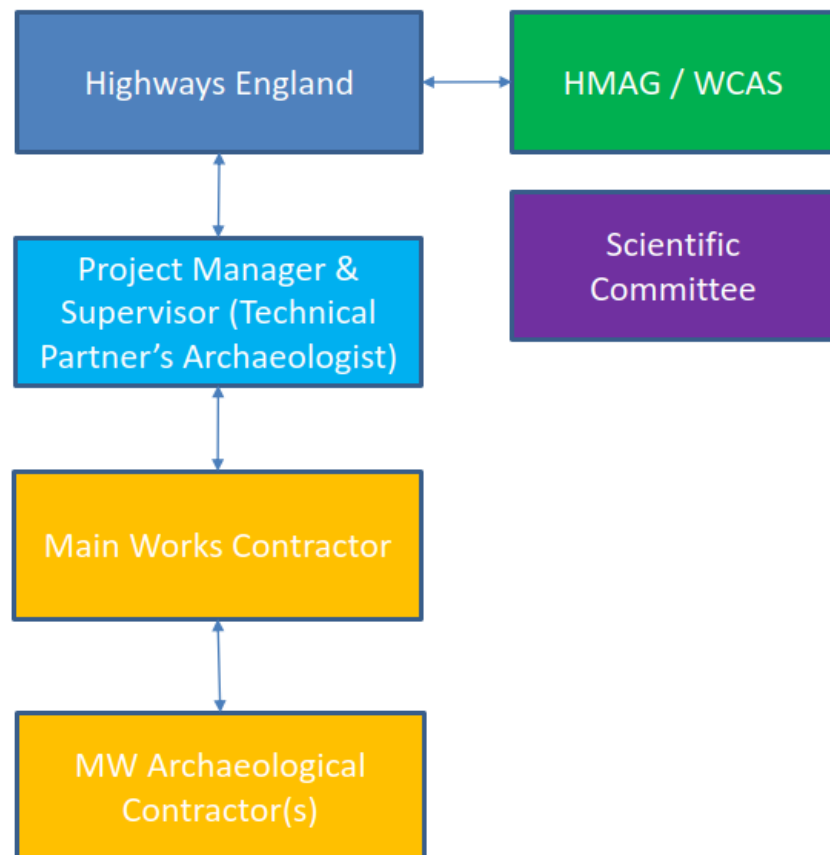 Highways England
HMAG / WCAS
Scientific
Committee
Project Manager &
Supervisor (Technical
Partner’s Archaeologist)
Main Works Contractor
MW Archaeological
Contractor(s)